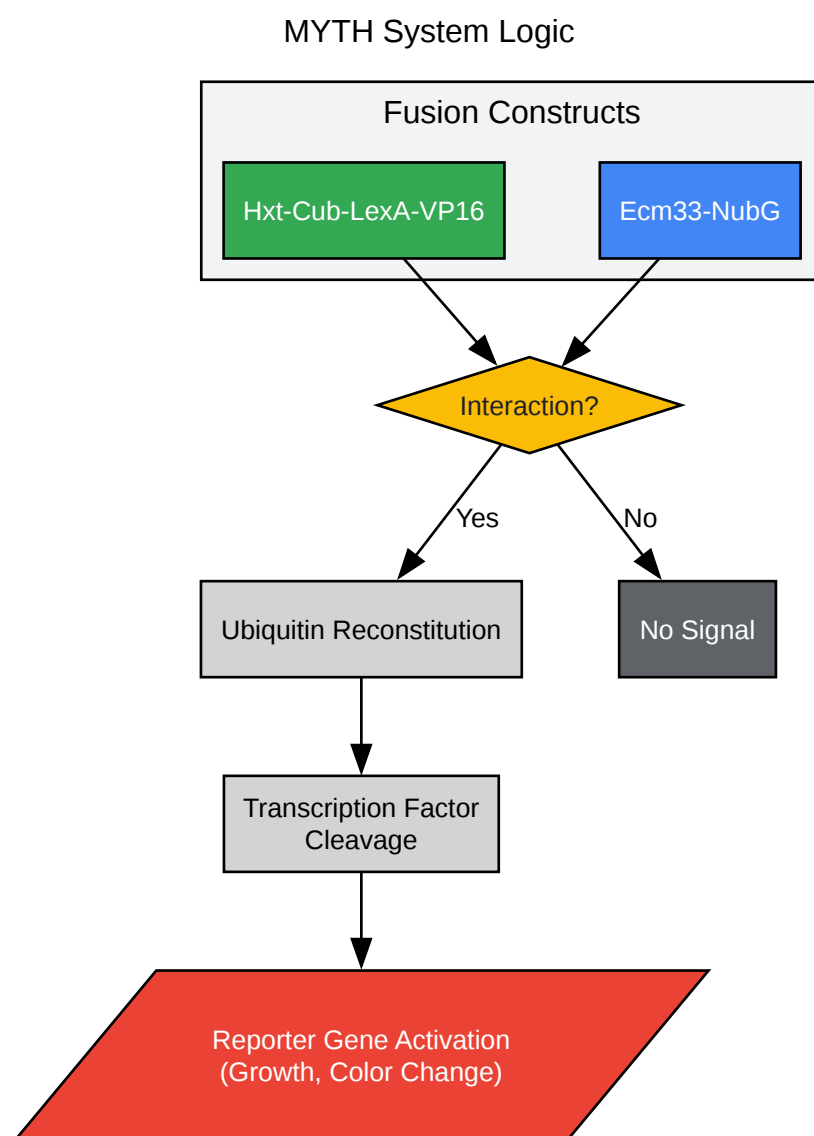 MYTH System Logic
Fusion Constructs
Hxt-Cub-LexA-VP16
Ecm33-NubG
Interaction?
Yes
No
Ubiquitin Reconstitution
No Signal
Transcription Factor
Cleavage
Reporter Gene Activation
(Growth, Color Change)